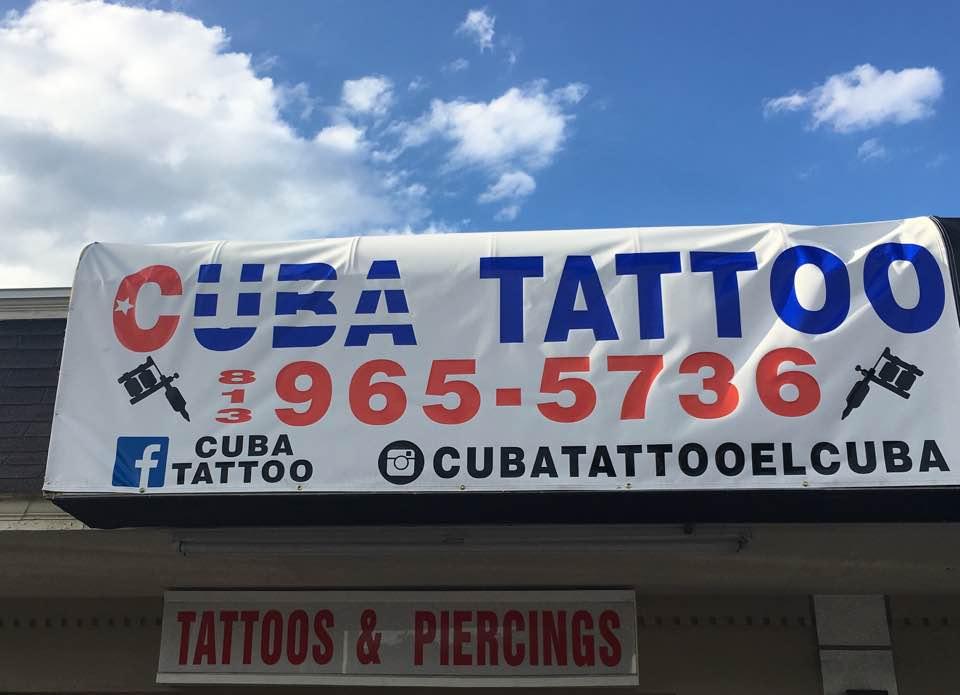 CUBA TATTOO
813 965-5736
f CUBA TATTOO
CUBATATTOOELCUBA
TATTOOS & PIERCINGS